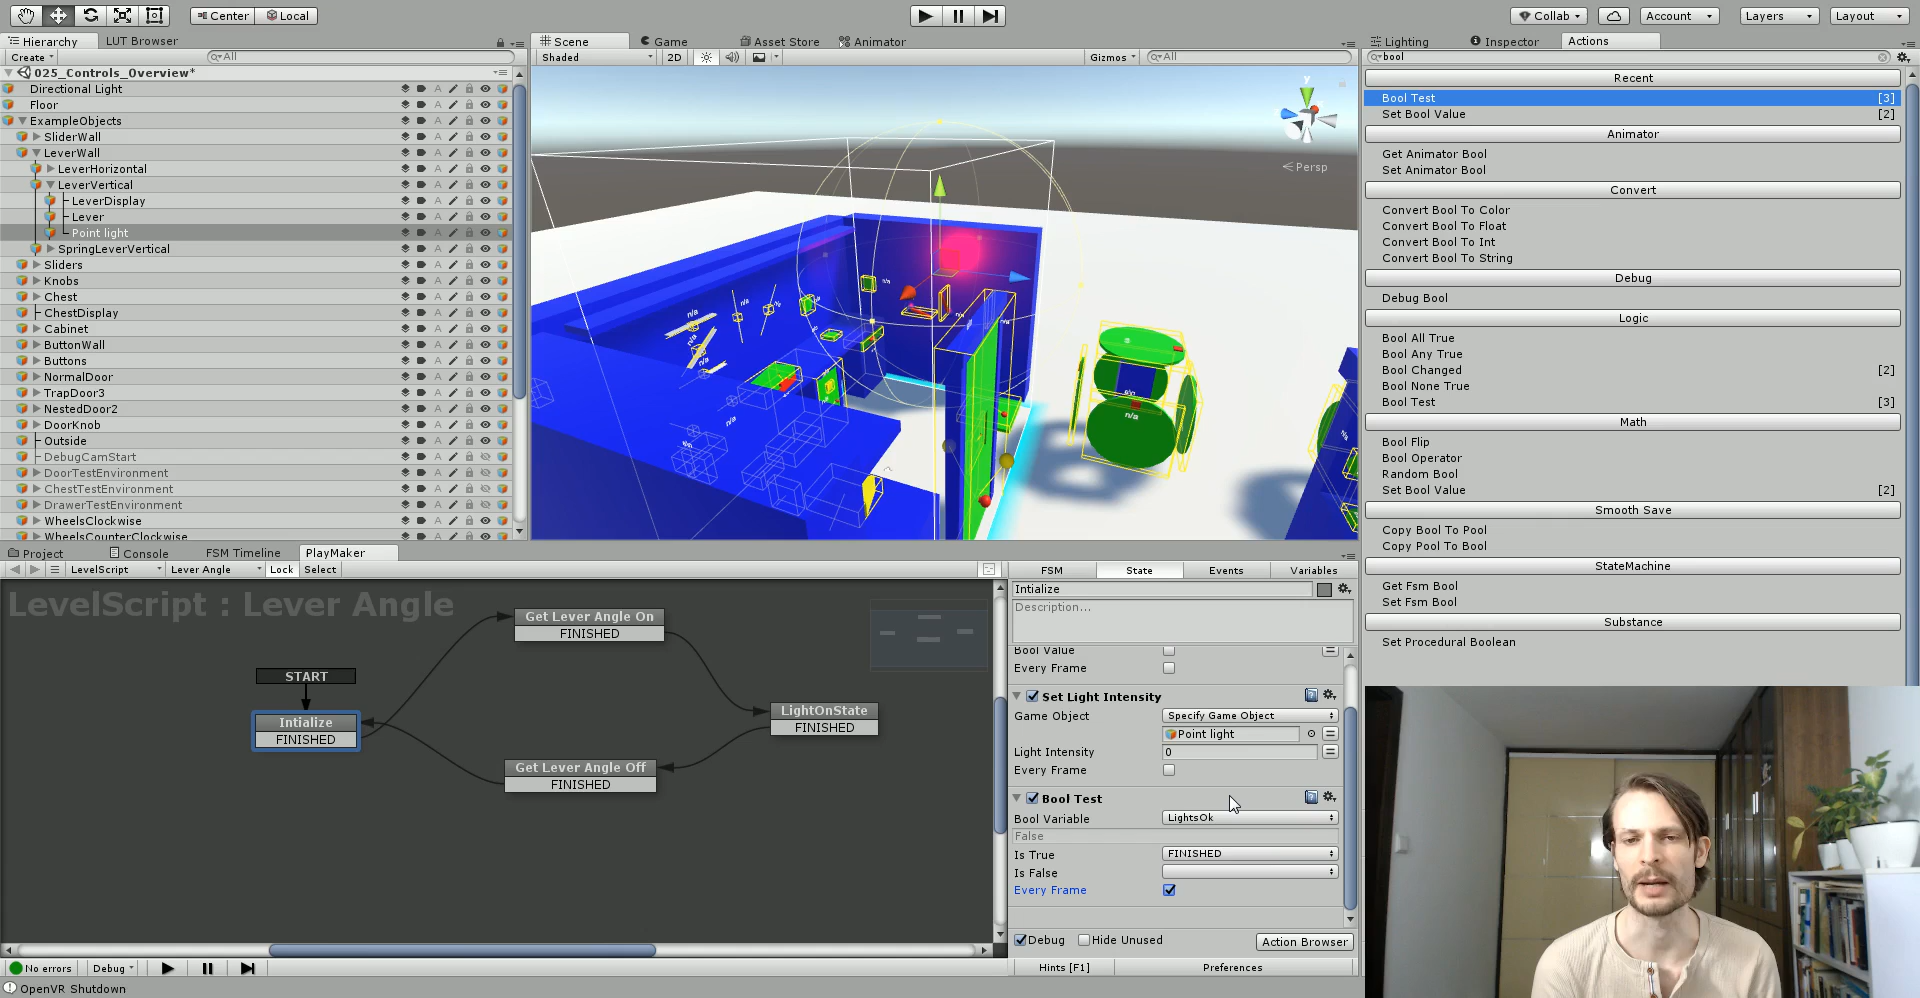 Center
Local
Collab
Account
Layers
Layout
Hierarchy
LUT Browser
Create
All
025_Controls_Overview*
Directional Light
Floor
ExampleObjects
SliderWall
LeverWall
LeverHorizontal
LeverVertical
LeverDisplay
Lever
Point light
SpringLeverVertical
Sliders
Knobs
Chest
ChestDisplay
Cabinet
ButtonWall
Buttons
NormalDoor
TrapDoor3
NestedDoor2
DoorKnob
Outside
DebugCamStart
DoorTestEnvironment
ChestTestEnvironment
DrawerTestEnvironment
WheelsClockwise
WheelsCounterClockwise
Scene
Game
Asset Store
Animator
Shaded
2D
Gizmos
All
y
Persp
n/a
n/a
n/a
Lighting
Inspector
Actions
bool
Recent
Bool Test [3]
Set Bool Value [2]
Animator
Get Animator Bool
Set Animator Bool
Convert
Convert Bool To Color
Convert Bool To Float
Convert Bool To Int
Convert Bool To String
Debug
Debug Bool
Logic
Bool All True
Bool Any True
Bool Changed [2]
Bool None True
Bool Test [3]
Math
Bool Flip
Bool Operator
Random Bool
Set Bool Value [2]
Smooth Save
Copy Bool To Pool
Copy Pool To Bool
StateMachine
Get Fsm Bool
Set Fsm Bool
Substance
Set Procedural Boolean
Project
Console
FSM Timeline
PlayMaker
LevelScript
Lever Angle
Lock
Select
LevelScript : Lever Angle
START
Intialize
FINISHED
Get Lever Angle On
FINISHED
LightOnState
FINISHED
Get Lever Angle Off
FINISHED
FSM
State
Events
Variables
Intialize
Description...
Bool Value
Every Frame
Set Light Intensity
Game Object
Specify Game Object
Point light
Light Intensity
0
Every Frame
Bool Test
Bool Variable
LightsOk
False
Is True
FINISHED
Is False
Every Frame
Debug
Hide Unused
Action Browser
Hints [F1]
Preferences
No errors
Debug
OpenVR Shutdown